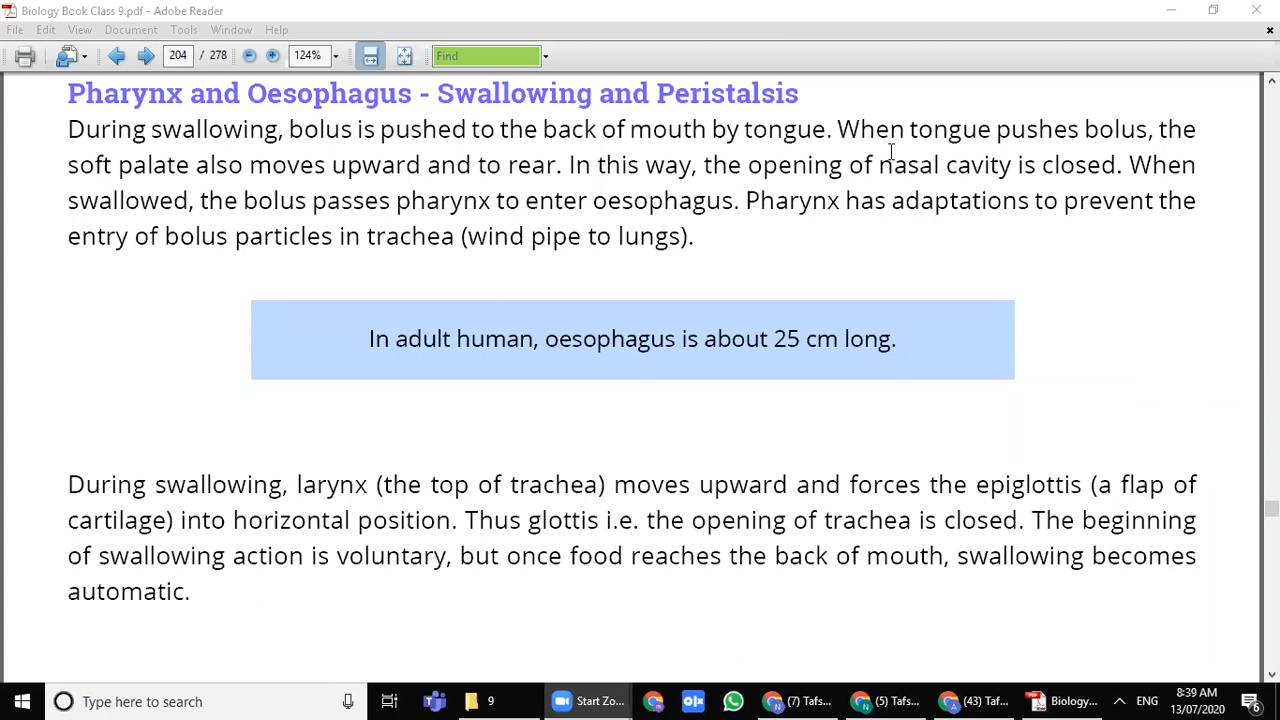 Biology Book Class 9.pdf - Adobe Reader
File Edit View Document Tools Window Help
204 / 278 124% Find
Pharynx and Oesophagus - Swallowing and Peristalsis
During swallowing, bolus is pushed to the back of mouth by tongue. When tongue pushes bolus, the
soft palate also moves upward and to rear. In this way, the opening of nasal cavity is closed. When
swallowed, the bolus passes pharynx to enter oesophagus. Pharynx has adaptations to prevent the
entry of bolus particles in trachea (wind pipe to lungs).
In adult human, oesophagus is about 25 cm long.
During swallowing, larynx (the top of trachea) moves upward and forces the epiglottis (a flap of
cartilage) into horizontal position. Thus glottis i.e. the opening of trachea is closed. The beginning
of swallowing action is voluntary, but once food reaches the back of mouth, swallowing becomes
automatic.
Type here to search 9 Start Zo... (7) Tafs... (5) Tafs... (43) Taf... Biology... ENG 8:39 AM
13/07/2020 6